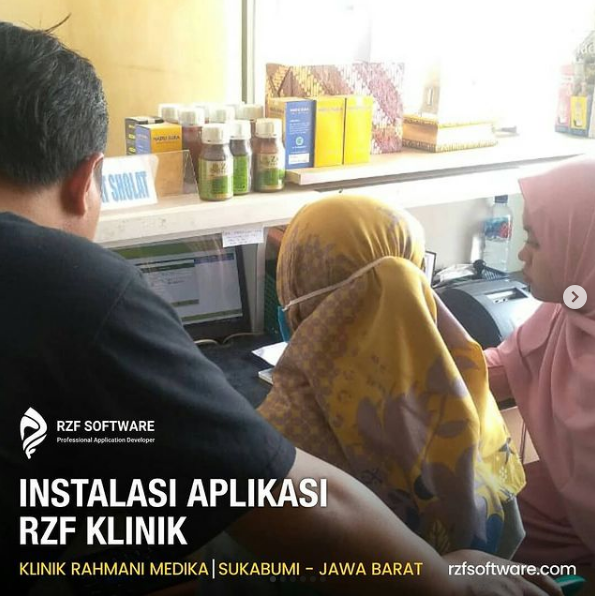 SHOLAT
RZF SOFTWARE
Professional Application Developer
INSTALASI APLIKASI
RZF KLINIK
KLINIK RAHMANI MEDIKA|SUKABUMI - JAWA BARAT
rzfsoftware.com